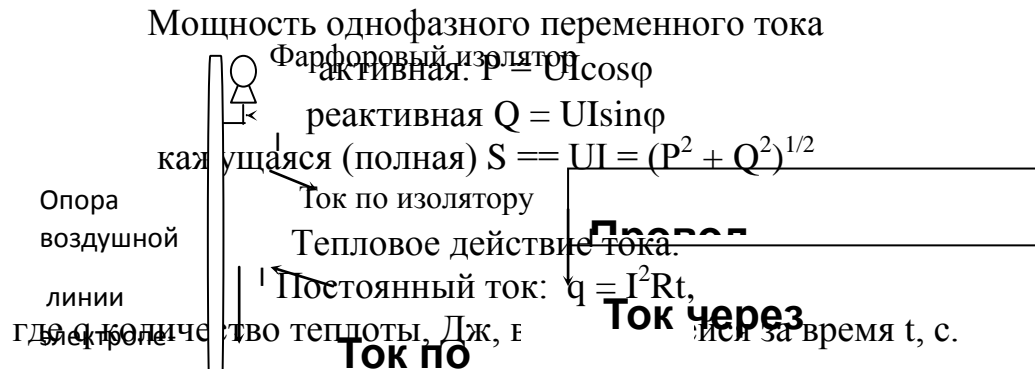 Мощность однофазного переменного тока
Фарфоровый изолятор
активная: P = UIcosφ
реактивная Q = UIsinφ
кажущаяся (полная) S == UI = (P² + Q²)^1/2
Опора
воздушной
линии
электропе-
Ток по изолятору
Провод
Тепловое действие тока.
I
I
Постоянный ток: q = I²Rt,
Ток через
где q количество теплоты, Дж, в за время t, с.
Ток по